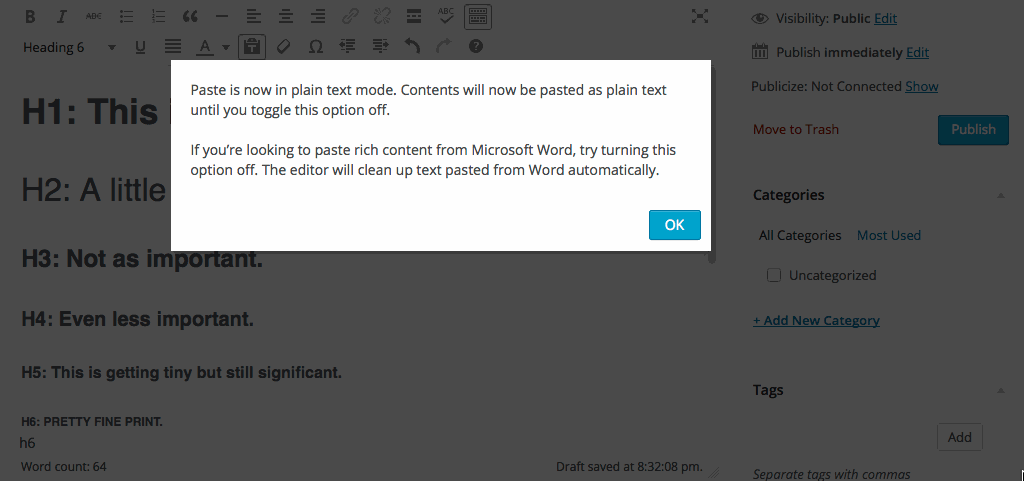 B I ABC ABC
Heading 6 U A T Ω ?
Visibility: Public Edit
Publish immediately Edit
Publicize: Not Connected Show
Move to Trash Publish
Paste is now in plain text mode. Contents will now be pasted as plain text
until you toggle this option off.
If you’re looking to paste rich content from Microsoft Word, try turning this
option off. The editor will clean up text pasted from Word automatically.
OK
H1: This
H2: A little
H3: Not as important.
H4: Even less important.
H5: This is getting tiny but still significant.
H6: PRETTY FINE PRINT.
h6
Word count: 64 Draft saved at 8:32:08 pm.
Categories
All Categories Most Used
Uncategorized
+ Add New Category
Tags
Add
Separate tags with commas